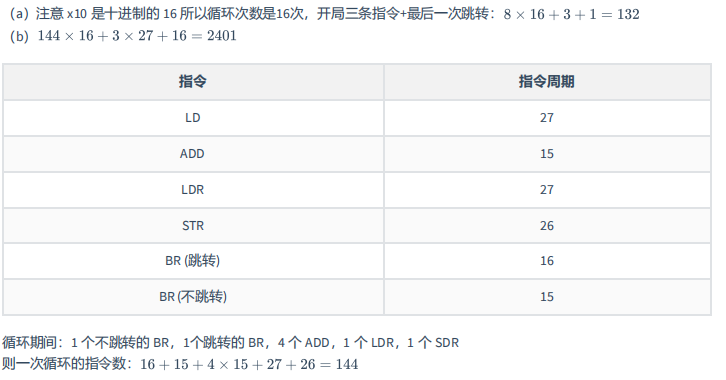 （a）注意 x10 是十进制的 16 所以循环次数是16次，开局三条指令+最后一次跳转：8 × 16 + 3 + 1 = 132
（b）144 × 16 + 3 × 27 + 16 = 2401
指令 指令周期
LD 27
ADD 15
LDR 27
STR 26
BR (跳转) 16
BR (不跳转) 15
循环期间：1 个不跳转的 BR，1个跳转的 BR，4 个 ADD，1 个 LDR，1 个 SDR
则一次循环的指令数：16 + 15 + 4 × 15 + 27 + 26 = 144